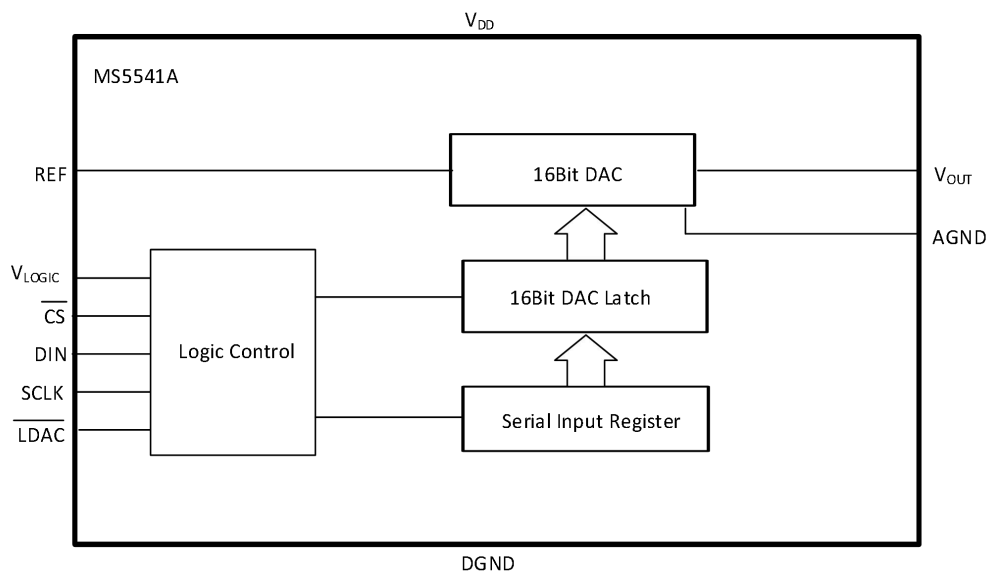 VDD
MS5541A
REF
16Bit DAC
VOUT
AGND
VLOGIC
CS
16Bit DAC Latch
DIN
Logic Control
SCLK
LDAC
Serial Input Register
DGND